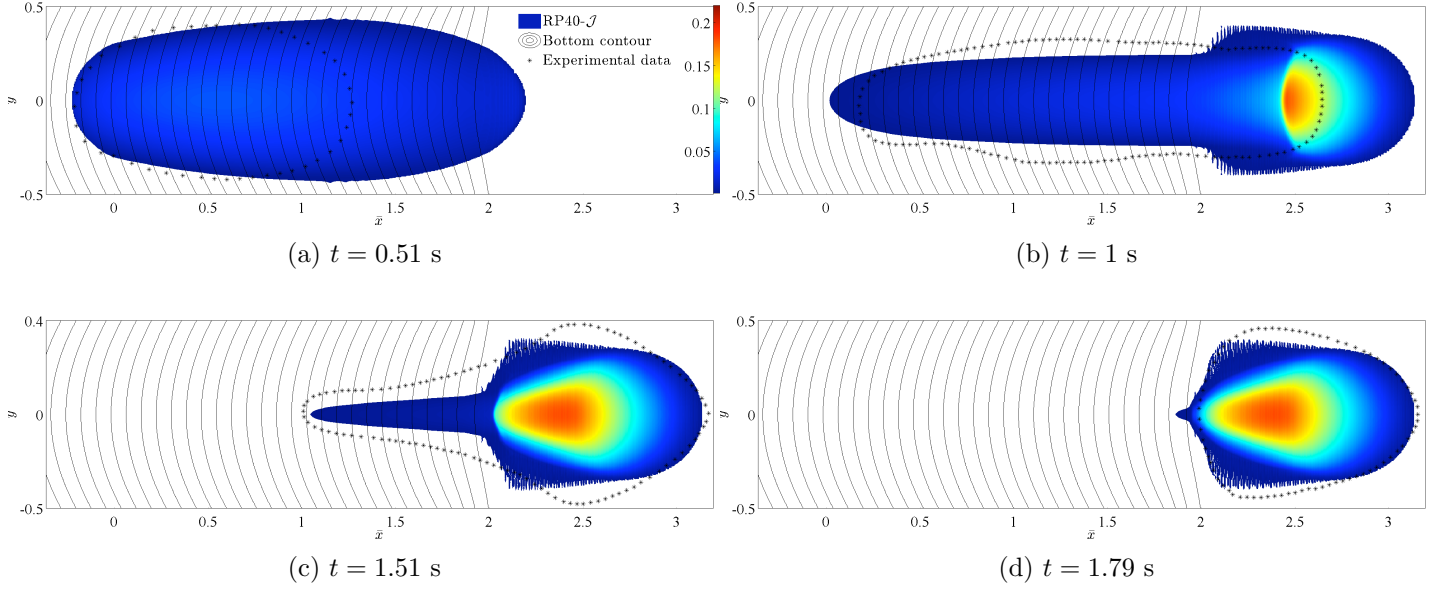 0.5
0
-0.5
y
0 0.5 1 1.5 2 2.5 3
x̄
RP40-𝒥
Bottom contour
Experimental data
0.2
0.15
0.1
0.05
(a) t = 0.51 s
0.5
0
-0.5
y
0 0.5 1 1.5 2 2.5 3
x̄
(b) t = 1 s
0.4
0
-0.5
y
0 0.5 1 1.5 2 2.5 3
x̄
(c) t = 1.51 s
0.5
0
-0.5
y
0 0.5 1 1.5 2 2.5 3
x̄
(d) t = 1.79 s